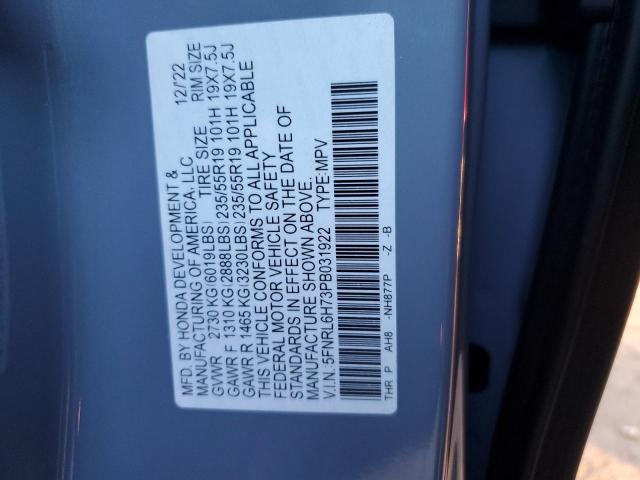 MFD. BY HONDA DEVELOPMENT &
MANUFACTURING OF AMERICA, LLC 12/'22
TIRE SIZE RIM SIZE
GVWR 2730 KG(6019LBS)
GAWR F 1310 KG(2888LBS) 235/55R19 101H 19X7.5J
GAWR R 1465 KG(3230LBS) 235/55R19 101H 19X7.5J
THIS VEHICLE CONFORMS TO ALL APPLICABLE
FEDERAL MOTOR VEHICLE SAFETY
STANDARDS IN EFFECT ON THE DATE OF
MANUFACTURE SHOWN ABOVE.
V.I.N.:5FNRL6H73PB031922 TYPE:MPV
THR P AH8 -NH877P -Z -B